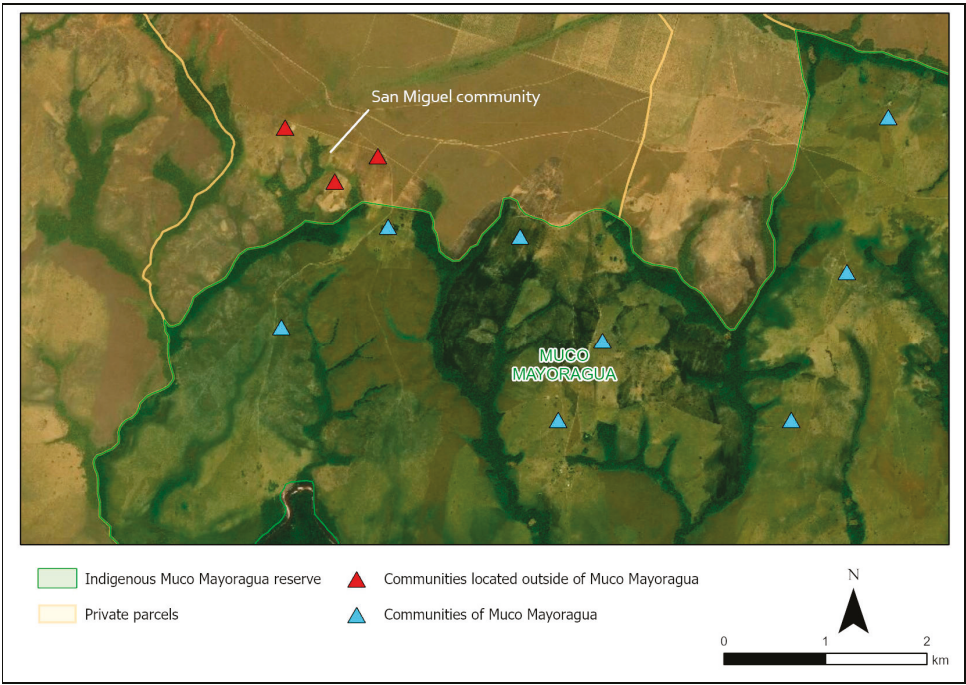 San Miguel community
MUCO
MAYORAGUA
Indigenous Muco Mayoragua reserve
Communities located outside of Muco Mayoragua
Private parcels
Communities of Muco Mayoragua
N
0 1 2
km